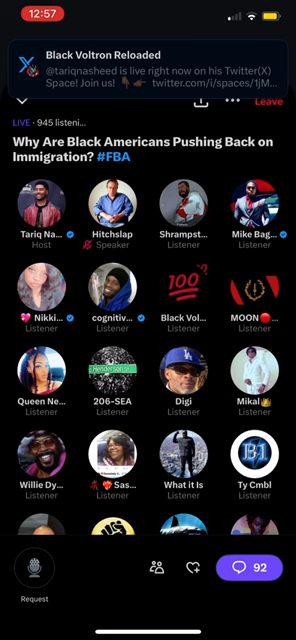 12:57
Black Voltron Reloaded
@tariqnasheed is live right now on his Twitter(X)
Space! Join us! 👇🏾 👉🏾 twitter.com/i/spaces/1jM...
Leave
LIVE · 945 listeni...
Why Are Black Americans Pushing Back on
Immigration? #FBA
Tariq Na... Hitchslap Shrampst... Mike Bag...
Host Speaker Listener Listener
💖 Nikki... cognitiv... Black Vol... MOON🔴...
Listener Listener Listener Listener
Henderson
Queen Ne... 206-SEA Digi Mikal👑
Listener Listener Listener Listener
Willie Dy... Sas... What it Is Ty Cmbl
Listener Listener Listener Listener
92
Request